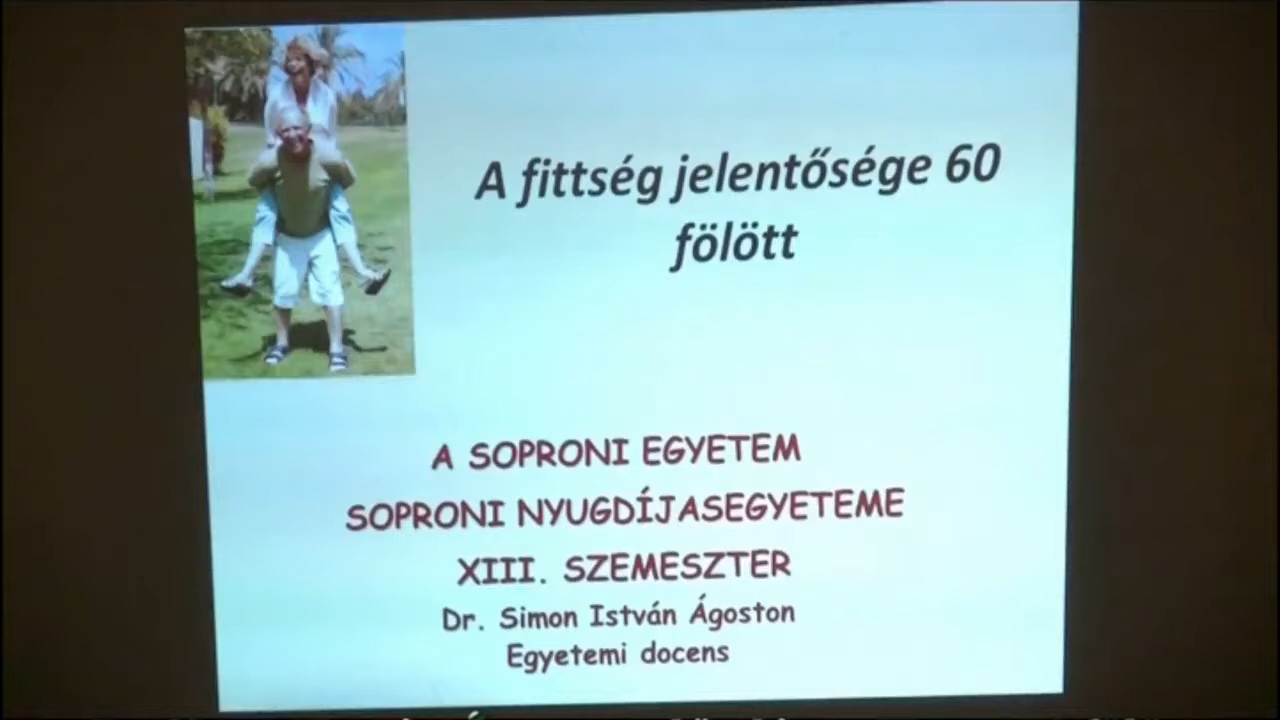 A fittség jelentősége 60
fölött
A SOPRONI EGYETEM
SOPRONI NYUGDÍJASEGYETEME
XIII. SZEMESZTER
Dr. Simon István Ágoston
Egyetemi docens